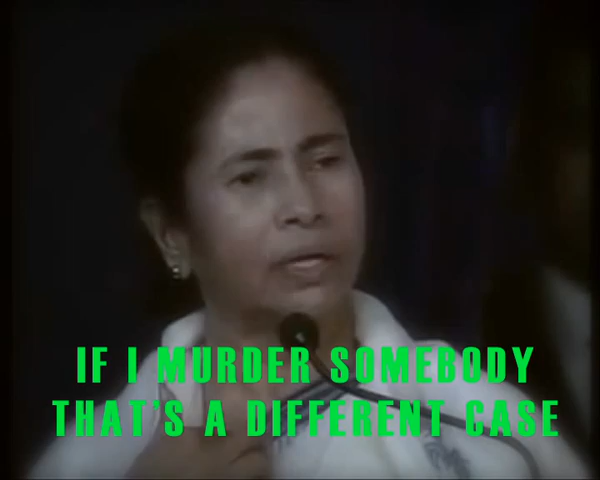 IF I MURDER SOMEBODY
THAT'S A DIFFERENT CASE